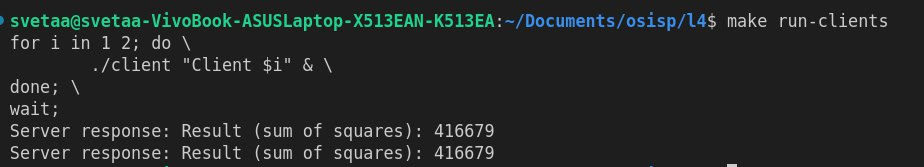 svetaa@svetaa-VivoBook-ASUSLaptop-X513EAN-K513EA:~/Documents/osisp/l4$ make run-clients
for i in 1 2; do \
        ./client "Client $i" & \
done; \
wait;
Server response: Result (sum of squares): 416679
Server response: Result (sum of squares): 416679